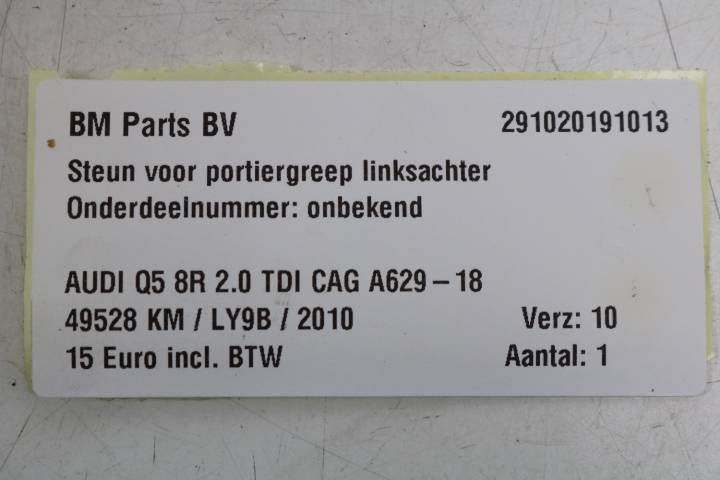 BM Parts BV 291020191013
Steun voor portiergreep linksachter
Onderdeelnummer: onbekend
AUDI Q5 8R 2.0 TDI CAG A629 – 18
49528 KM / LY9B / 2010 Verz: 10
15 Euro incl. BTW Aantal: 1